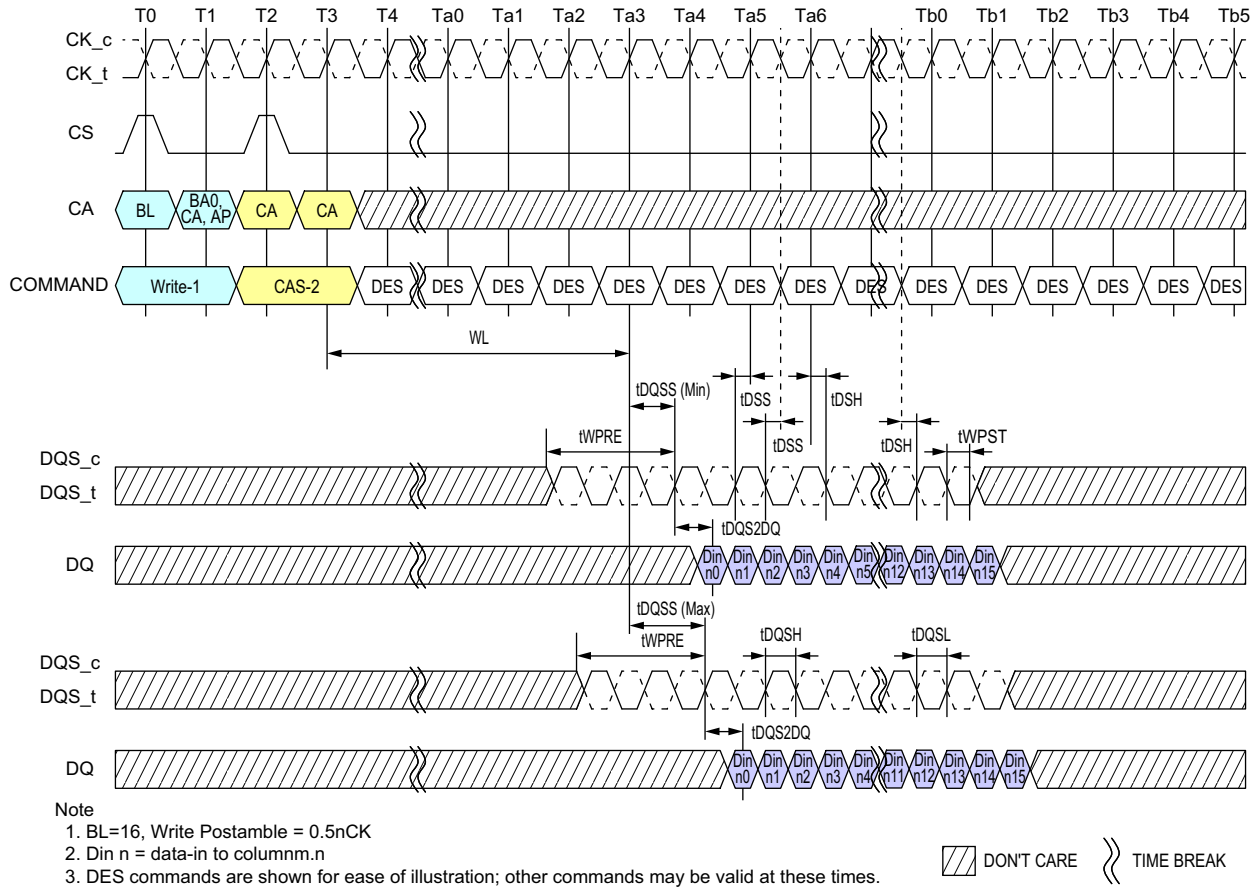 T0 T1 T2 T3 T4 Ta0 Ta1 Ta2 Ta3 Ta4 Ta5 Ta6 Tb0 Tb1 Tb2 Tb3 Tb4 Tb5
CK_c
CK_t
CS
CA BL BA0, CA, AP CA CA
COMMAND Write-1 CAS-2 DES DES DES DES DES DES DES DES DES DES DES DES DES DES DES
WL
tDQSS (Min) tDSS tDSH
tWPRE tDSS tDSH tWPST
DQS_c
DQS_t
tDQS2DQ
DQ Din n0 Din n1 Din n2 Din n3 Din n4 Din n5 Din n12 Din n13 Din n14 Din n15
tDQSS (Max)
tWPRE tDQSH tDQSL
DQS_c
DQS_t
tDQS2DQ
DQ Din n0 Din n1 Din n2 Din n3 Din n4 Din n11 Din n12 Din n13 Din n14 Din n15
Note
1. BL=16, Write Postamble = 0.5nCK
2. Din n = data-in to columnm.n
3. DES commands are shown for ease of illustration; other commands may be valid at these times.
DON'T CARE TIME BREAK